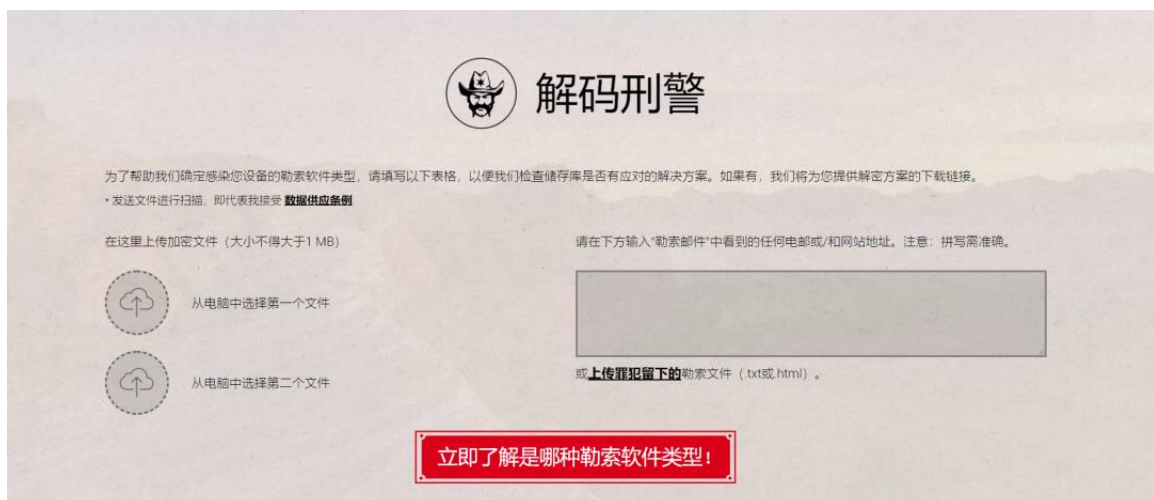 解码刑警
为了帮助我们确定感染您设备的勒索软件类型，请填写以下表格，以便我们检查储存库是否有应对的解决方案。如果有，我们将为您提供解密方案的下载链接。
* 发送文件进行扫描，即代表我接受 数据供应条例
在这里上传加密文件（大小不得大于1 MB）
从电脑中选择第一个文件
从电脑中选择第二个文件
请在下方输入“勒索邮件”中看到的任何电邮或/和网站地址。注意：拼写需准确。
或上传罪犯留下的勒索文件（.txt或.html）。
立即了解是哪种勒索软件类型！